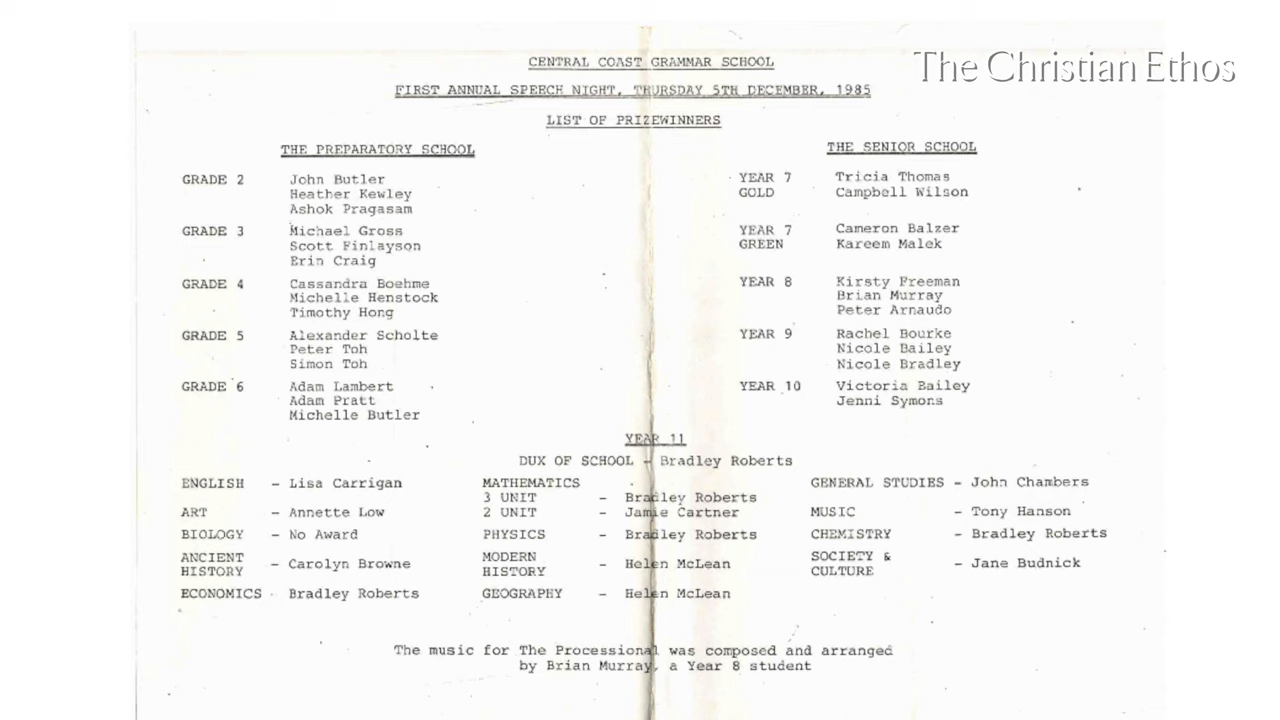 The Christian Ethos
CENTRAL COAST GRAMMAR SCHOOL
FIRST ANNUAL SPEECH NIGHT, THURSDAY 5TH DECEMBER, 1985
LIST OF PRIZEWINNERS
THE PREPARATORY SCHOOL
GRADE 2 John Butler
Heather Kewley
Ashok Pragasam
GRADE 3 Michael Gross
Scott Finlayson
Erin Craig
GRADE 4 Cassandra Boehme
Michelle Henstock
Timothy Hong
GRADE 5 Alexander Scholte
Peter Toh
Simon Toh
GRADE 6 Adam Lambert
Adam Pratt
Michelle Butler
THE SENIOR SCHOOL
YEAR 7 Tricia Thomas
GOLD Campbell Wilson
YEAR 7 Cameron Balzer
GREEN Kareem Malek
YEAR 8 Kirsty Freeman
Brian Murray
Peter Arnaudo
YEAR 9 Rachel Bourke
Nicole Bailey
Nicole Bradley
YEAR 10 Victoria Bailey
Jenni Symons
YEAR 11
DUX OF SCHOOL - Bradley Roberts
ENGLISH - Lisa Carrigan
ART - Annette Low
BIOLOGY - No Award
ANCIENT
HISTORY - Carolyn Browne
ECONOMICS - Bradley Roberts
MATHEMATICS
3 UNIT - Bradley Roberts
2 UNIT - Jamie Cartner
PHYSICS - Bradley Roberts
MODERN
HISTORY - Helen McLean
GEOGRAPHY - Helen McLean
GENERAL STUDIES - John Chambers
MUSIC - Tony Hanson
CHEMISTRY - Bradley Roberts
SOCIETY &
CULTURE - Jane Budnick
The music for The Processional was composed and arranged
by Brian Murray, a Year 8 student